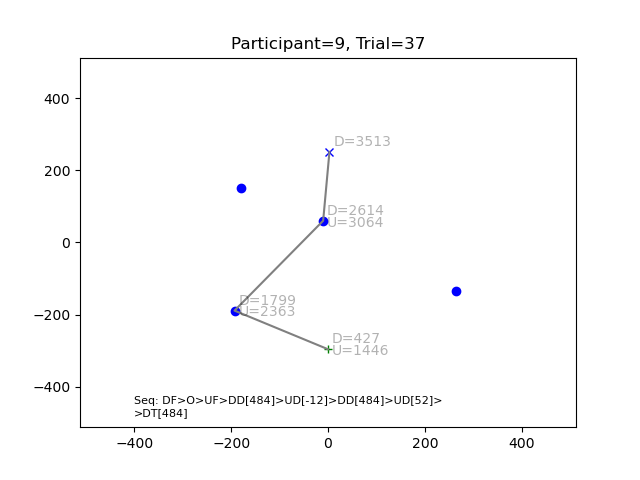 Participant=9, Trial=37
400
200
0
−200
−400
−400
−200
0
200
400
D=3513
D=2614
U=3064
D=1799
U=2363
D=427
U=1446
Seq: DF>O>UF>DD[484]>UD[-12]>DD[484]>UD[52]>
>DT[484]